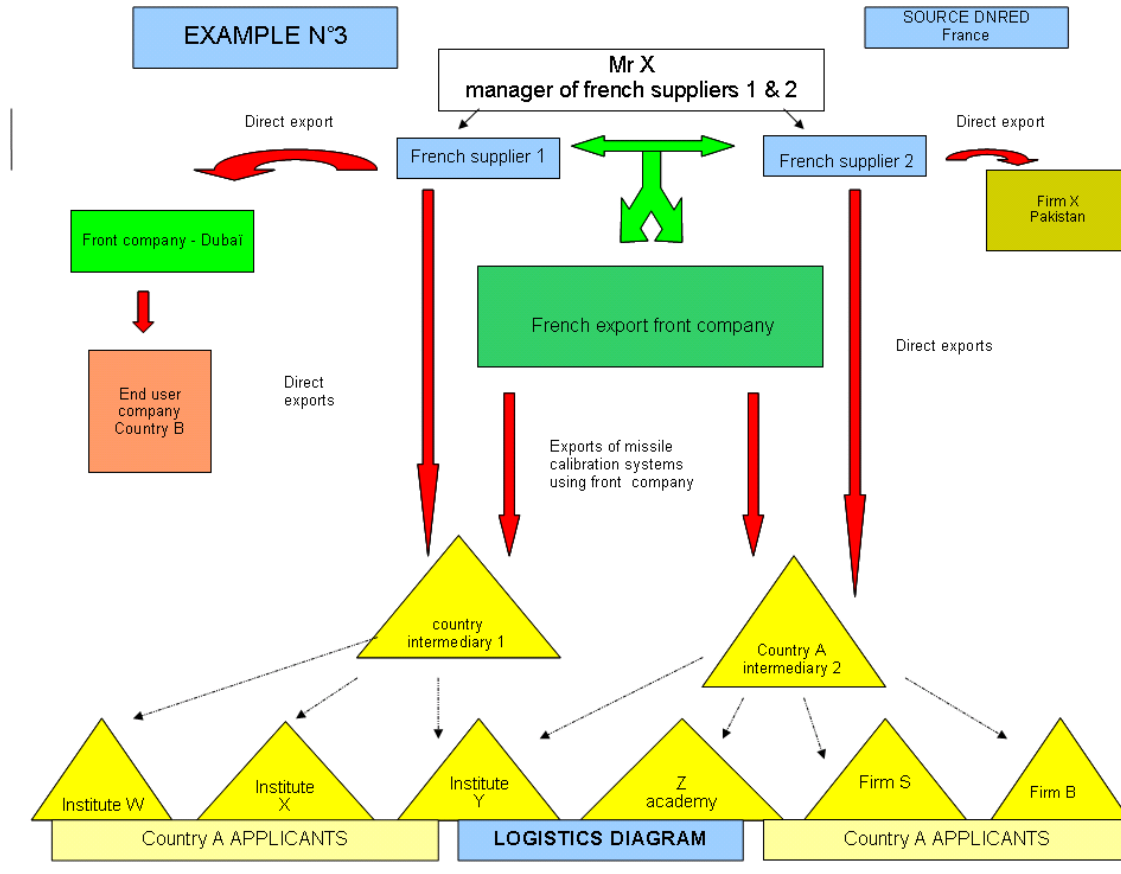 EXAMPLE N°3
SOURCE DNRED
France
Mr X
manager of french suppliers 1 & 2
Direct export
Direct export
French supplier 1
French supplier 2
Firm X
Pakistan
Front company - Dubaï
French export front company
Direct exports
End user
company
Country B
Direct
exports
Exports of missile
calibration systems
using front company
country
intermediary 1
Country A
intermediary 2
Institute W
Institute
X
Institute
Y
Z
academy
Firm S
Firm B
Country A APPLICANTS
LOGISTICS DIAGRAM
Country A APPLICANTS